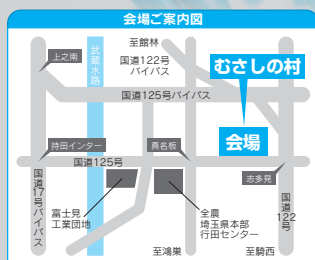 会場ご案内図
至館林
国道122号
バイパス
上之南
武蔵水路
むさしの村
国道125号バイパス
会場
持田インター
真名板
国道125号
志多見
国道17号バイパス
富士見
工業団地
全農
埼玉県本部
行田センター
国道122号
至鴻巣
至騎西